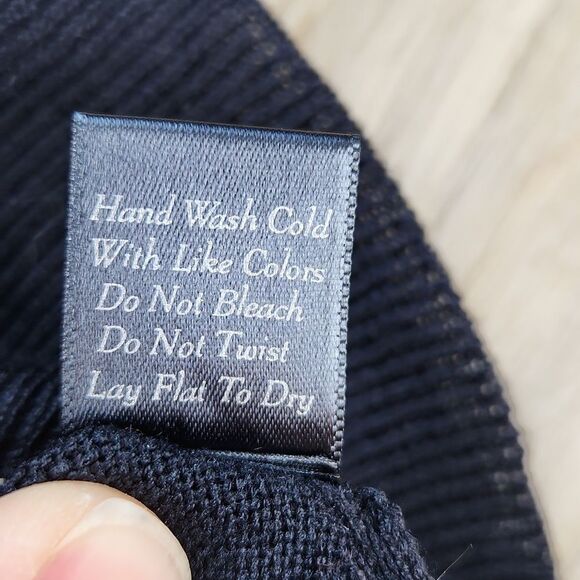 Hand Wash Cold
With Like Colors
Do Not Bleach
Do Not Twist
Lay Flat To Dry